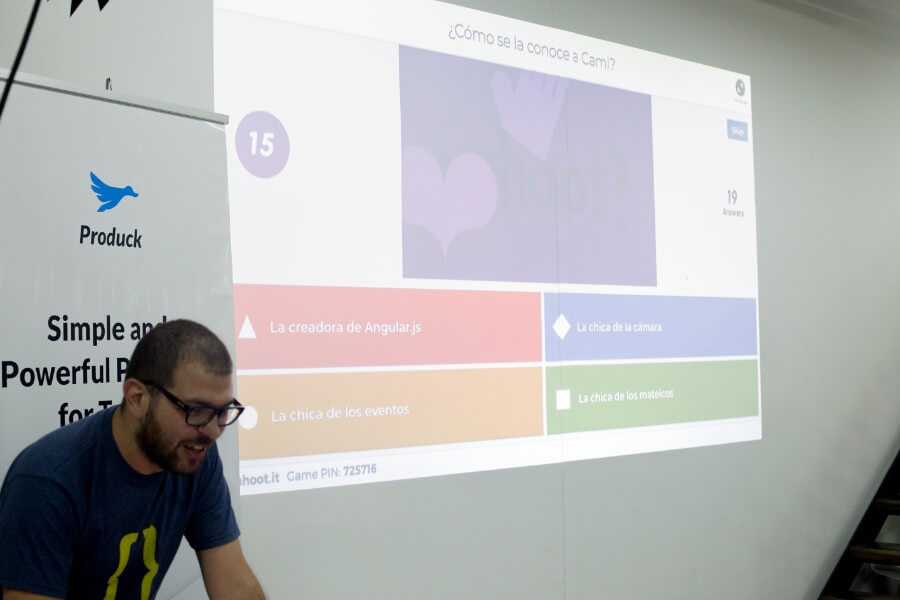 ¿Cómo se la conoce a Cami?
15
Skip
19
Answers
La creadora de Angular.js
La chica de la cámara
La chica de los eventos
La chica de los mateicos
ahoot.it Game PIN: 725716
Produck
Simple and
Powerful P
for T